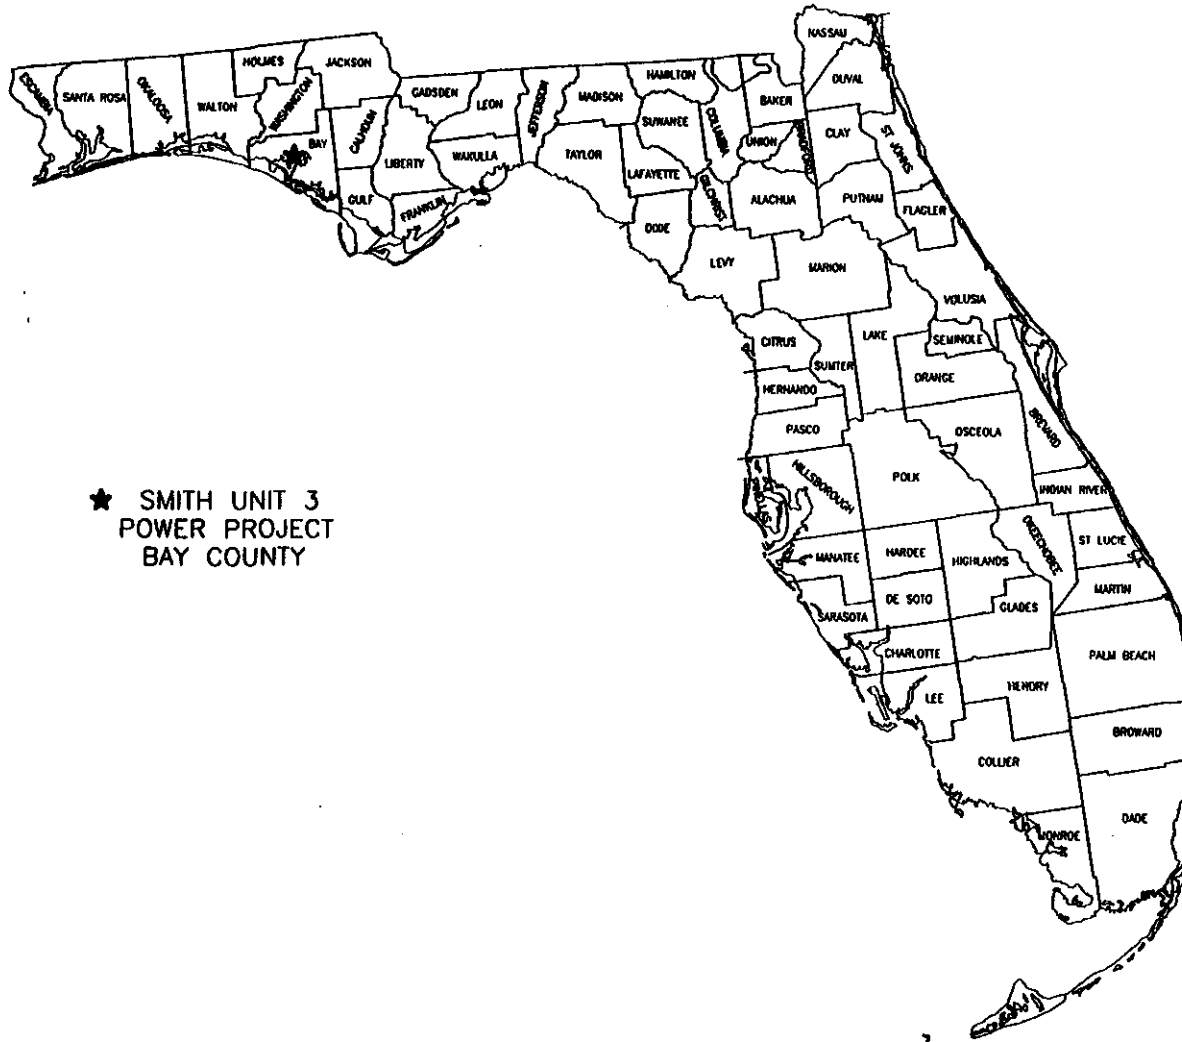 NASSAU
HOLMES
JACKSON
DUVAL
ESCAMBIA
SANTA ROSA
OKALOOSA
WALTON
WASHINGTON
GADSDEN
LEON
JEFFERSON
MADISON
HAMILTON
BAKER
BAY
CALHOUN
LIBERTY
WAKULLA
TAYLOR
SUWANEE
COLUMBIA
UNION
BRADFORD
CLAY
ST JOHNS
GULF
FRANKLIN
LAFAYETTE
GILCHRIST
ALACHUA
PUTNAM
FLAGLER
DIXIE
LEVY
MARION
VOLUSIA
CITRUS
SUMTER
LAKE
SEMINOLE
ORANGE
HERNANDO
PASCO
OSCEOLA
BREVARD
HILLSBOROUGH
POLK
INDIAN RIVER
★ SMITH UNIT 3
POWER PROJECT
BAY COUNTY
MANATEE
HARDEE
HIGHLANDS
OKEECHOBEE
ST LUCIE
SARASOTA
DE SOTO
GLADES
MARTIN
CHARLOTTE
PALM BEACH
LEE
HENDRY
BROWARD
COLLIER
MONROE
DADE